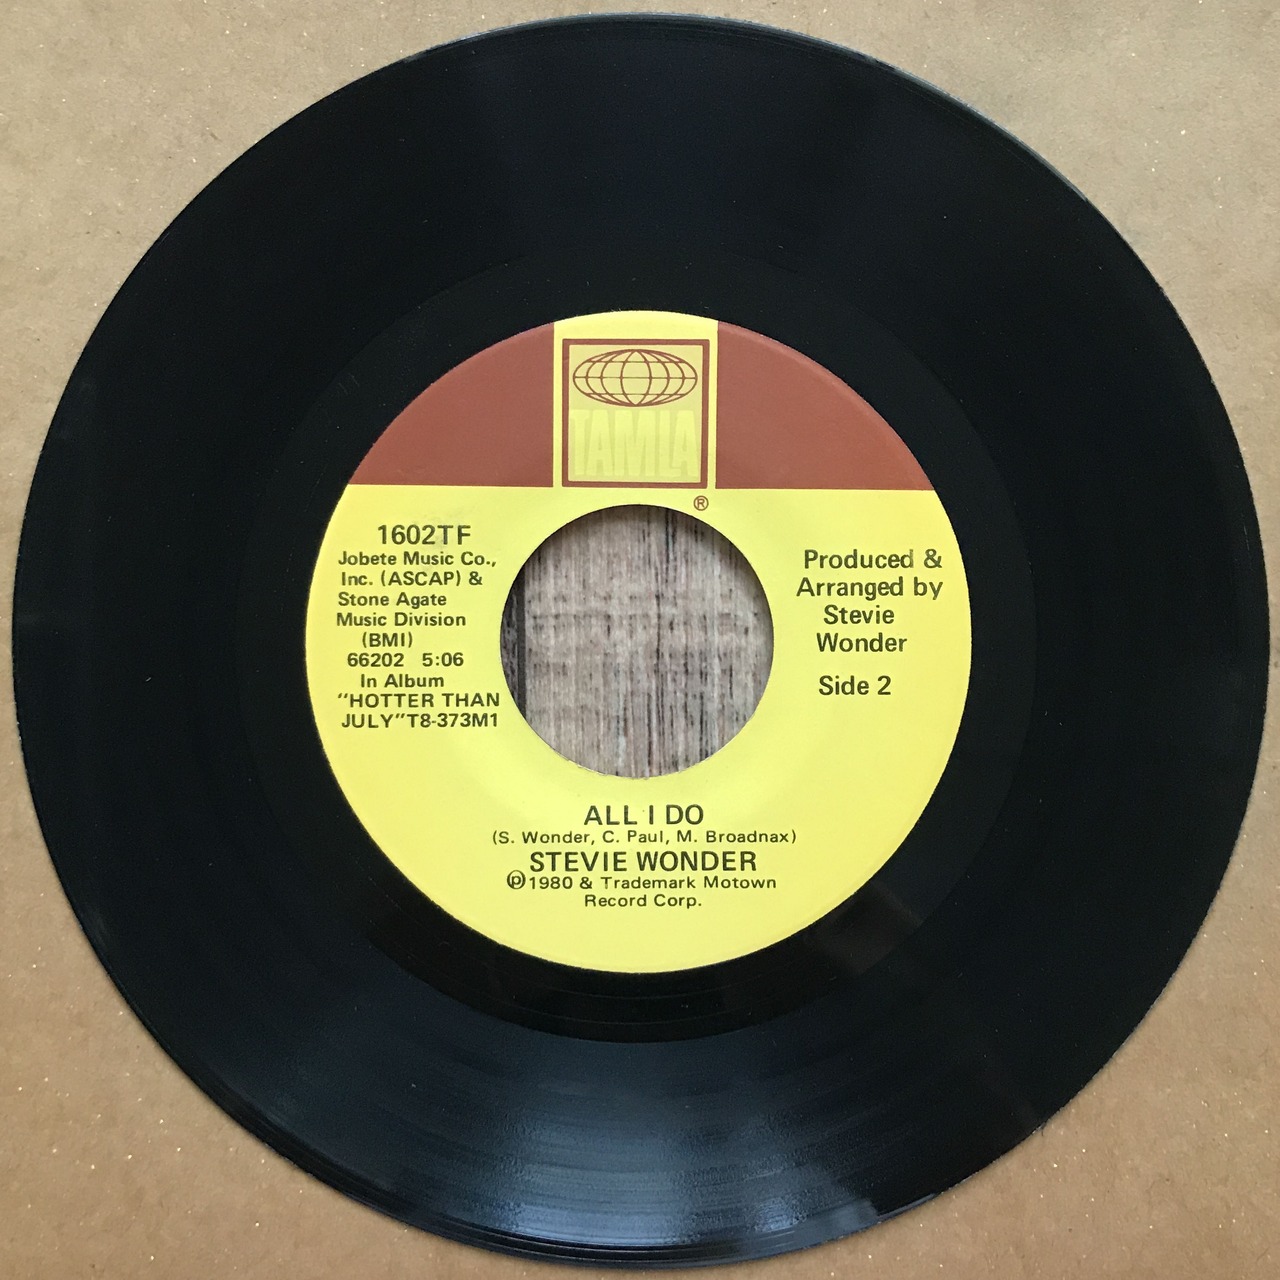 TAMLA
®
1602TF
Jobete Music Co.,
Inc. (ASCAP) &
Stone Agate
Music Division
(BMI)
66202 5:06
In Album
"HOTTER THAN
JULY"T8-373M1
Produced &
Arranged by
Stevie
Wonder
Side 2
ALL I DO
(S. Wonder, C. Paul, M. Broadnax)
STEVIE WONDER
℗1980 & Trademark Motown
Record Corp.